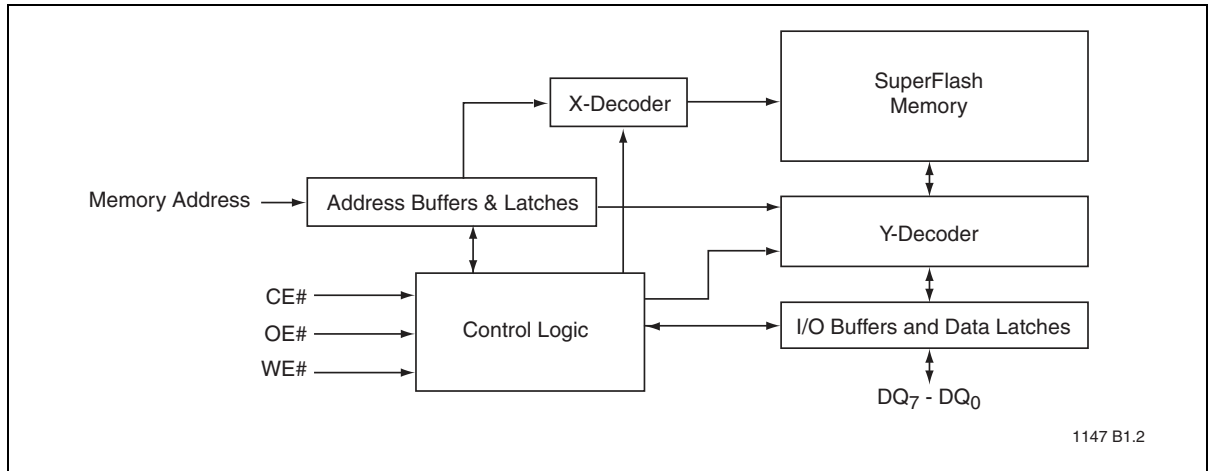 SuperFlash
Memory
X-Decoder
Memory Address
Address Buffers & Latches
Y-Decoder
CE#
OE#
WE#
Control Logic
I/O Buffers and Data Latches
DQ7 - DQ0
1147 B1.2